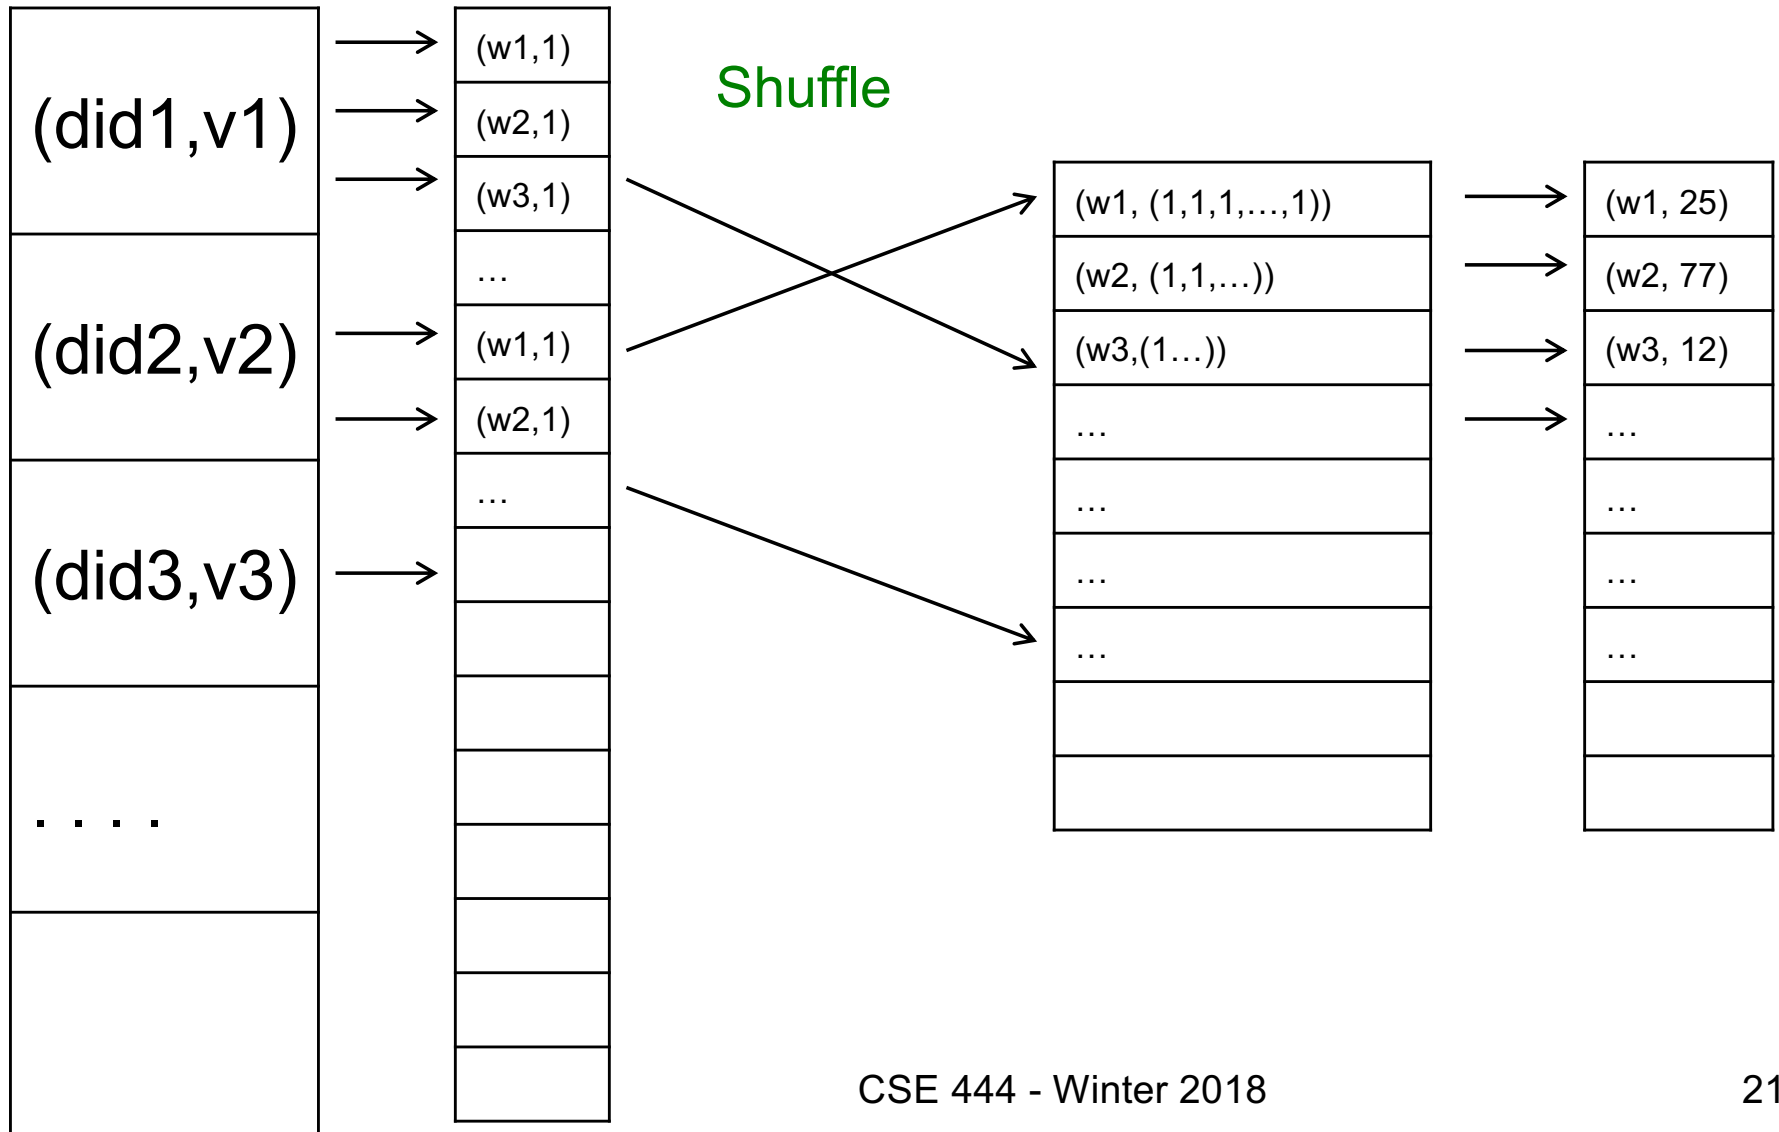 (did1,v1)
(did2,v2)
(did3,v3)
. . . .
(w1,1)
(w2,1)
(w3,1)
…
(w1,1)
(w2,1)
…
Shuffle
(w1, (1,1,1,…,1))
(w2, (1,1,…))
(w3,(1…))
…
…
…
…
(w1, 25)
(w2, 77)
(w3, 12)
…
…
…
…
CSE 444 - Winter 2018
21